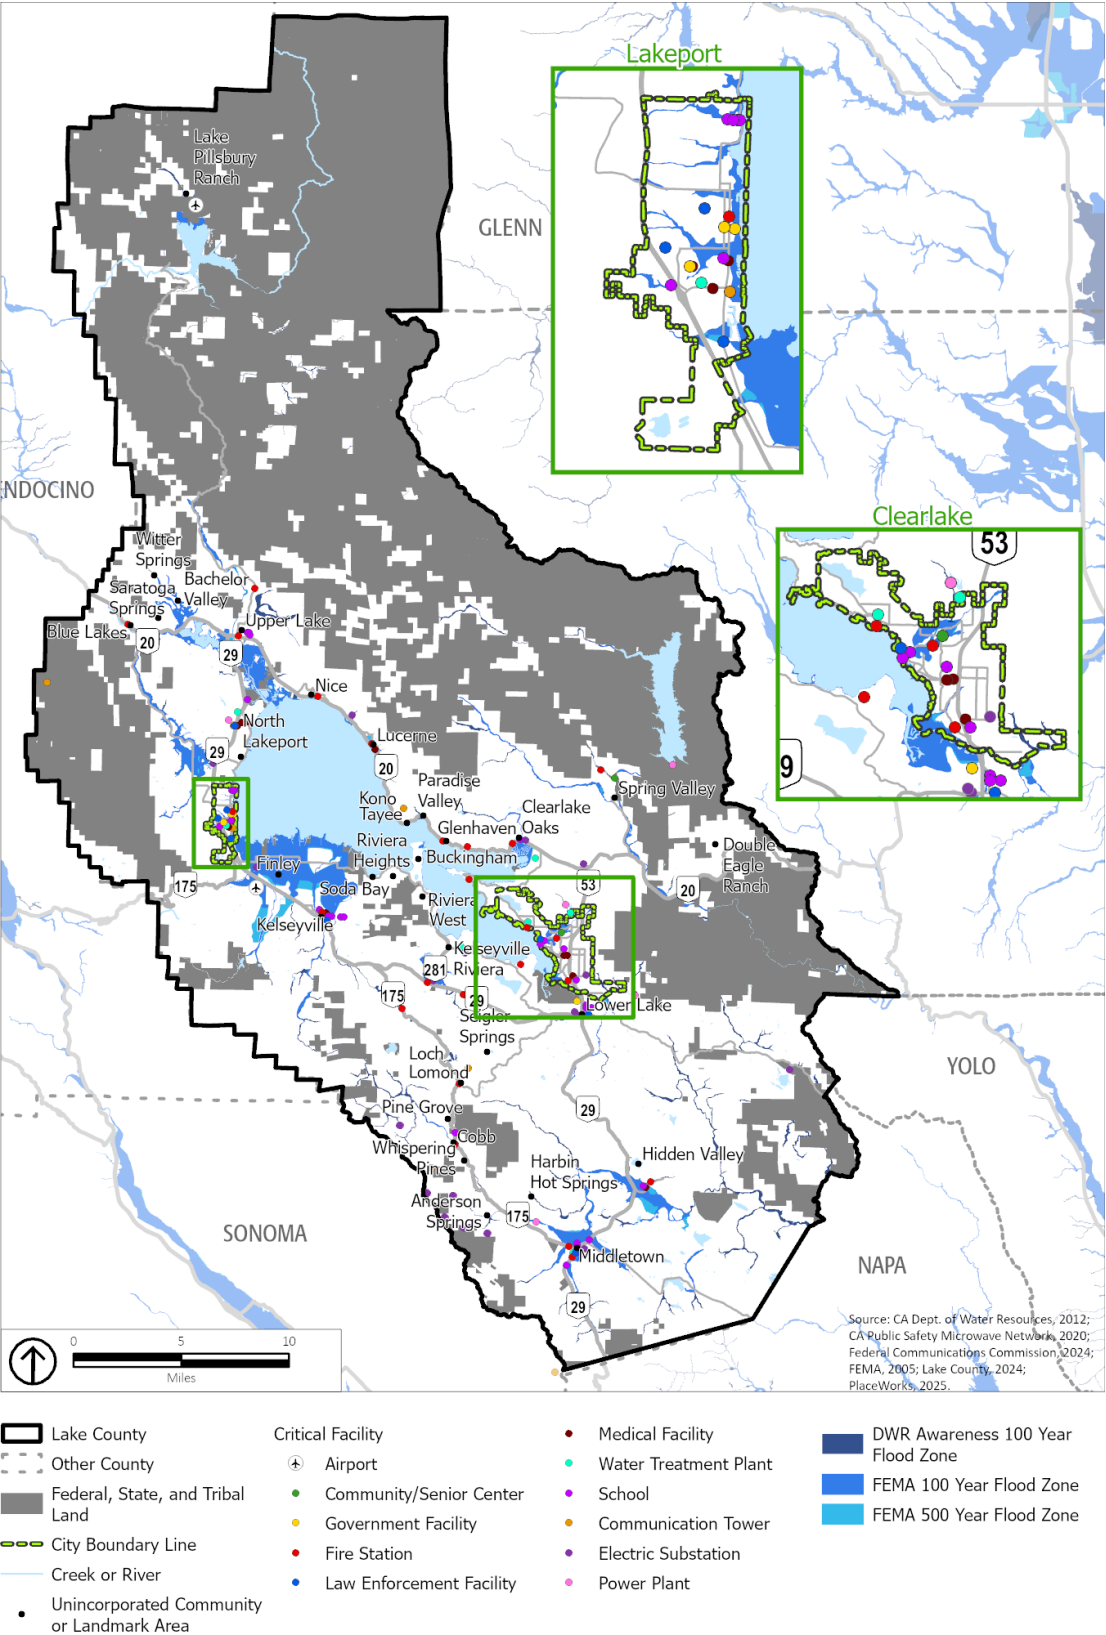 Lakeport
Lake
Pillsbury
Ranch
GLENN
ENDOCINO
Clearlake
53
9
Witter
Springs
Saratoga
Springs
Bachelor
Valley
Blue Lakes
20
Upper Lake
29
Nice
North
Lakeport
29
Lucerne
20
Paradise
Valley
Kono
Tayee
Clearlake
Oaks
Spring Valley
Glenhaven
Riviera
Heights
Buckingham
Double
Eagle
Ranch
Finley
175
Soda Bay
53
20
Riviera
West
Kelseyville
Kelseyville
Riviera
281
175
29
Lower Lake
Seigler
Springs
Loch
Lomond
YOLO
Pine Grove
29
Cobb
Whispering
Pines
Harbin
Hot Springs
Hidden Valley
Anderson
Springs
175
SONOMA
Middletown
NAPA
29
Source: CA Dept. of Water Resources, 2012;
CA Public Safety Microwave Network, 2020;
Federal Communications Commission, 2024;
FEMA, 2005; Lake County, 2024;
PlaceWorks, 2025.
0 5 10
Miles
Lake County
Other County
Federal, State, and Tribal
Land
City Boundary Line
Creek or River
Unincorporated Community
or Landmark Area
Critical Facility
Airport
Community/Senior Center
Government Facility
Fire Station
Law Enforcement Facility
Medical Facility
Water Treatment Plant
School
Communication Tower
Electric Substation
Power Plant
DWR Awareness 100 Year
Flood Zone
FEMA 100 Year Flood Zone
FEMA 500 Year Flood Zone